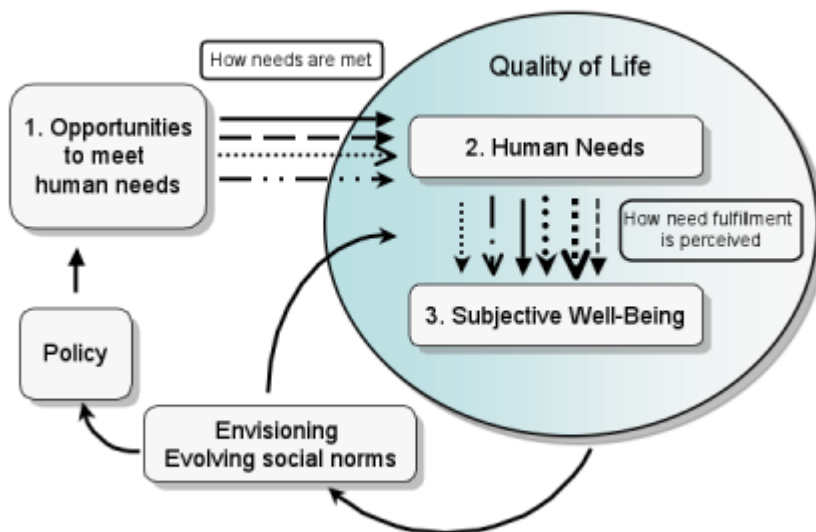 How needs are met
Quality of Life
1. Opportunities
to meet
human needs
2. Human Needs
How need fulfillment
is perceived
3. Subjective Well-Being
Policy
Envisioning
Evolving social norms